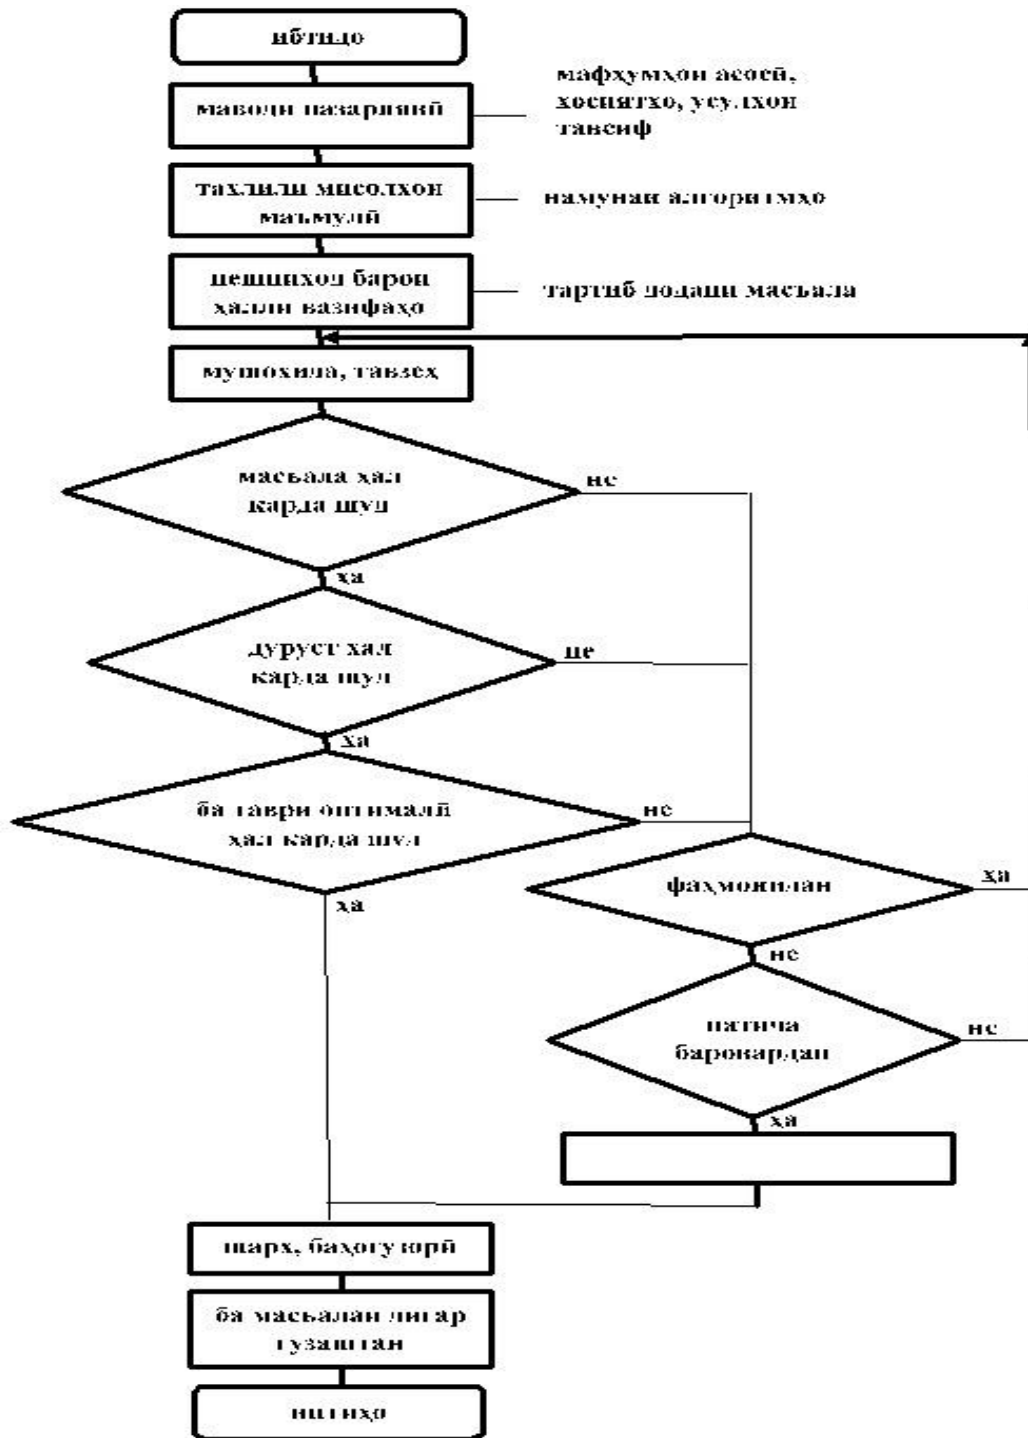 ибтидо
маводи назариявӣ
мафҳумҳои асосӣ,
хосиятҳо, усулҳои
тавсиф
таҳлили мисолҳои
маъмулӣ
намунаи алгоритмҳо
пешниҳод барои
ҳалли вазифаҳо
тартиб додани масъала
мушоҳида, тавзеҳ
масъала ҳал
карда шуд
не
ҳа
дуруст ҳал
карда шуд
не
ҳа
ба таври оптималӣ
ҳал карда шуд
не
ҳа
фаҳмонидан
ҳа
не
натиҷа
баровардан
не
ҳа
шарҳ, баҳогузорӣ
ба масъалаи дигар
гузаштан
интиҳо